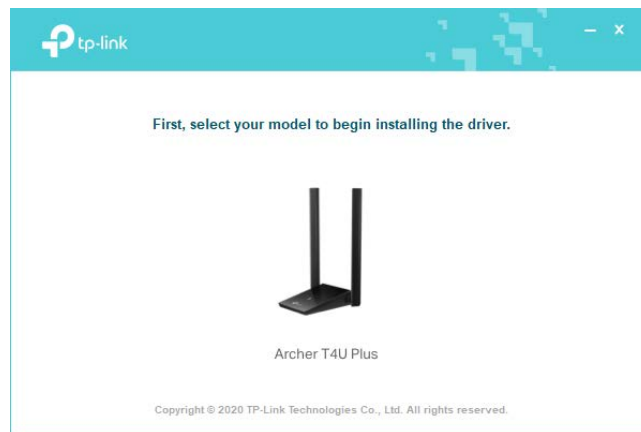 tp-link
First, select your model to begin installing the driver.
Archer T4U Plus
Copyright © 2020 TP-Link Technologies Co., Ltd. All rights reserved.